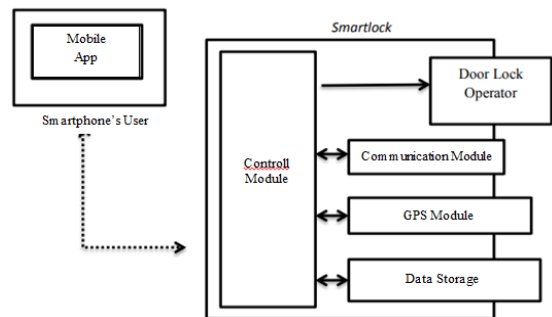 Smartlock
Mobile
App
Smartphone's User
Door Lock
Operator
Controll
Module
Communication Module
GPS Module
Data Storage